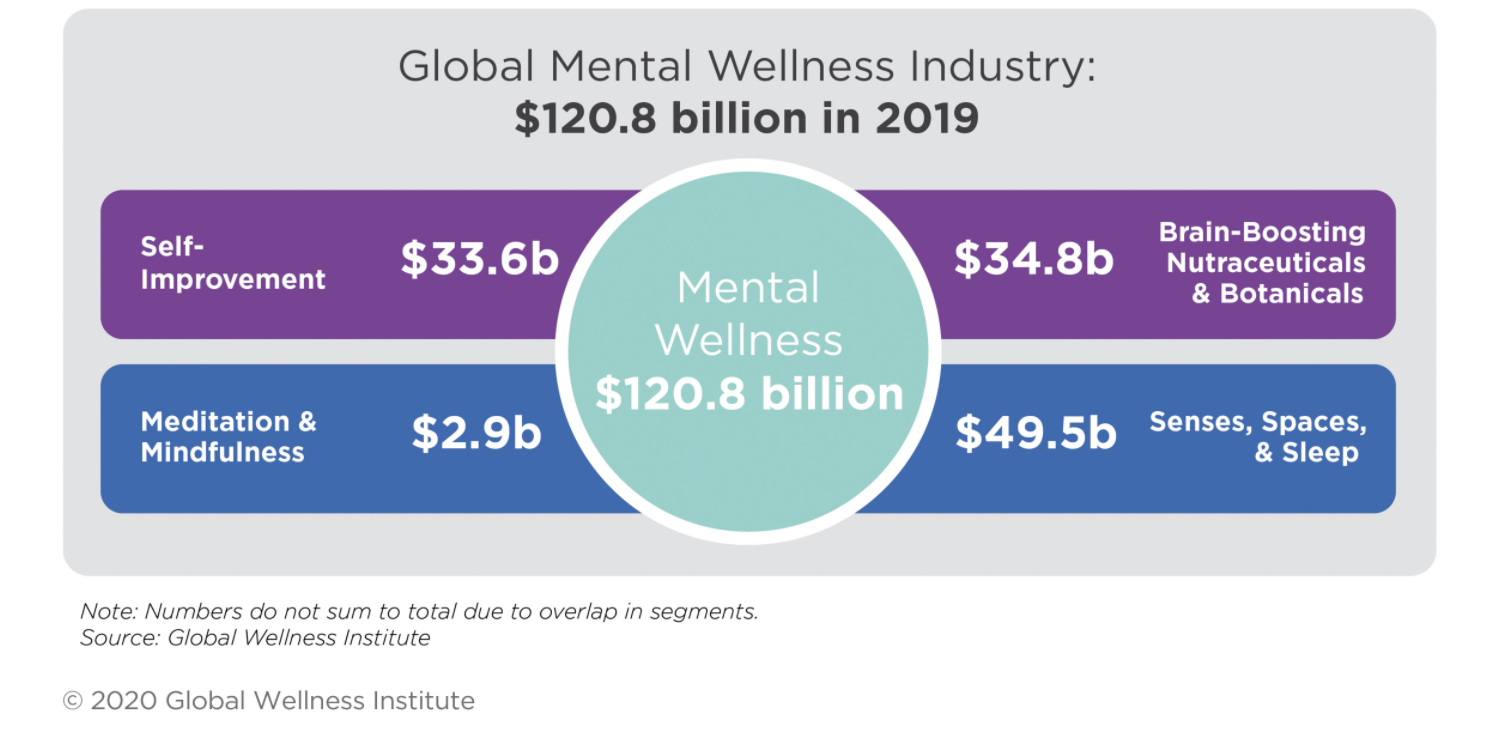 Global Mental Wellness Industry:
$120.8 billion in 2019
Self-
Improvement
$33.6b
Mental
Wellness
$120.8 billion
$34.8b
Brain-Boosting
Nutraceuticals
& Botanicals
Meditation &
Mindfulness
$2.9b
$49.5b
Senses, Spaces,
& Sleep
Note: Numbers do not sum to total due to overlap in segments.
Source: Global Wellness Institute
© 2020 Global Wellness Institute